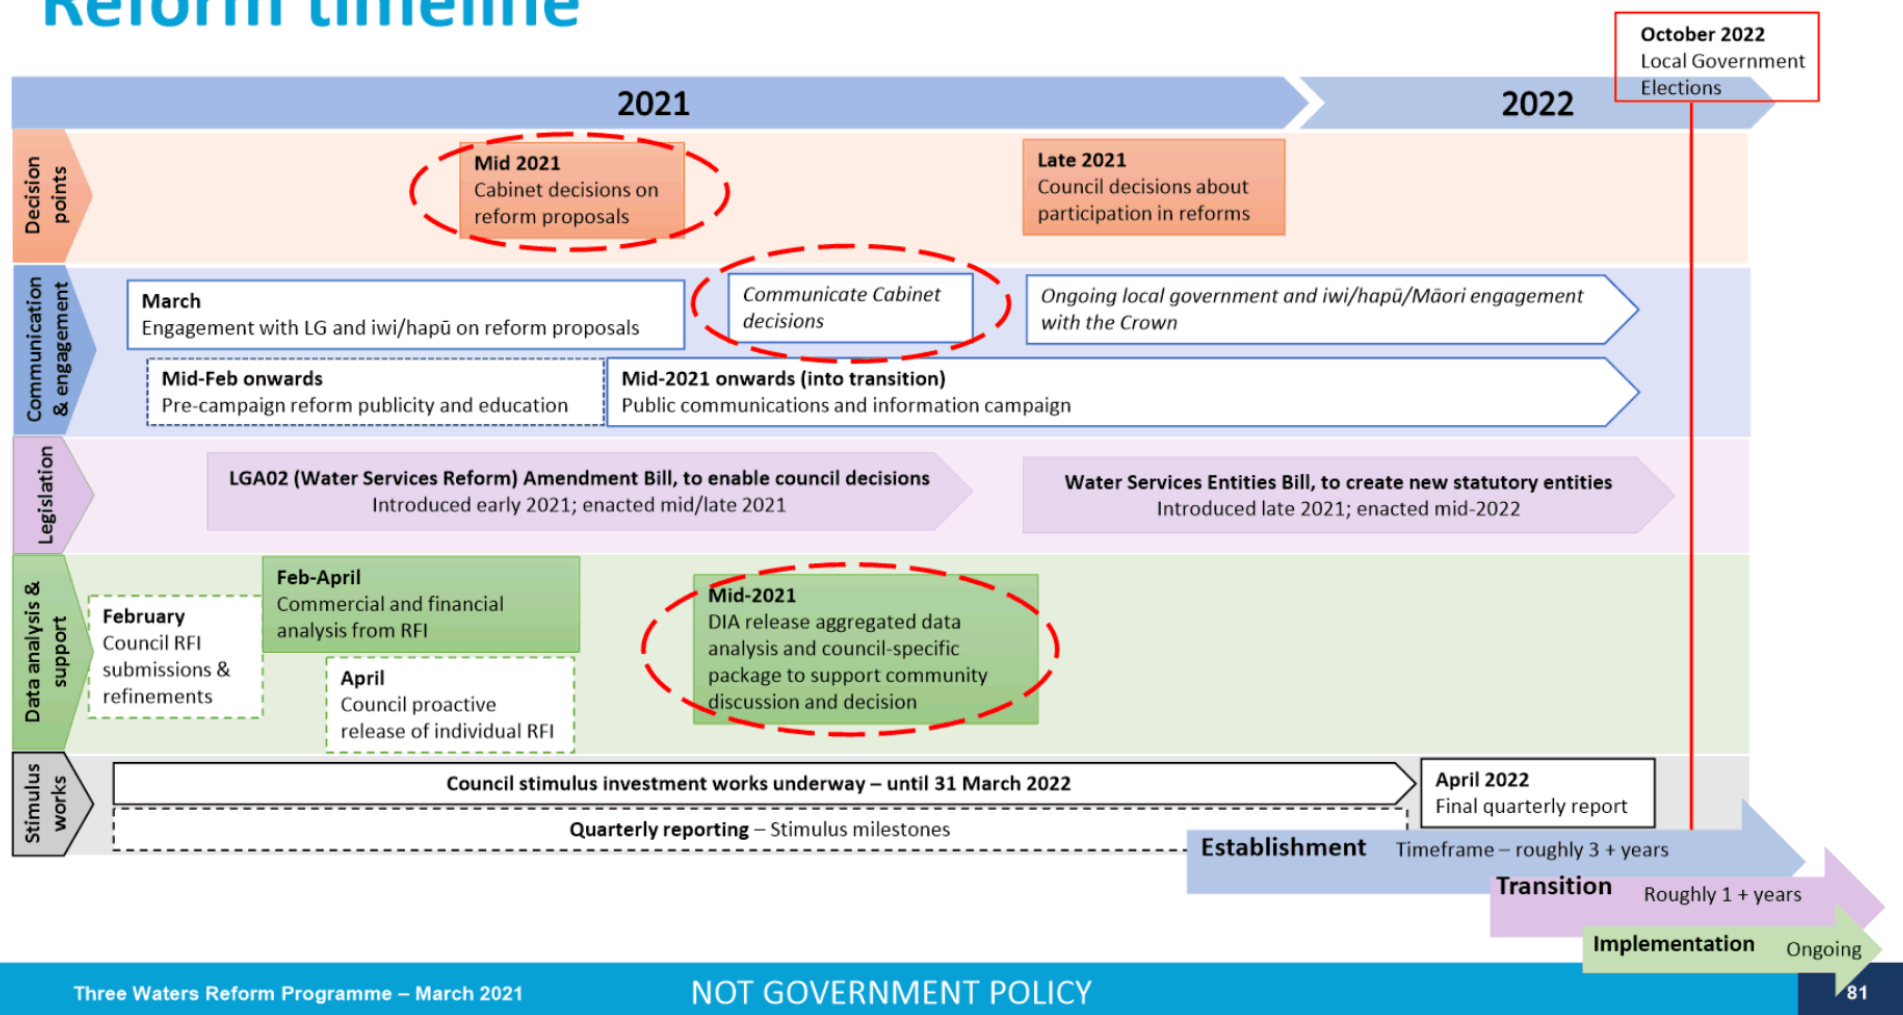 Reform timeline
October 2022
Local Government
Elections
2021
2022
Decision
points
Mid 2021
Cabinet decisions on
reform proposals
Late 2021
Council decisions about
participation in reforms
Communication
& engagement
March
Engagement with LG and iwi/hapū on reform proposals
Communicate Cabinet
decisions
Ongoing local government and iwi/hapū/Māori engagement
with the Crown
Mid-Feb onwards
Pre-campaign reform publicity and education
Mid-2021 onwards (into transition)
Public communications and information campaign
Legislation
LGA02 (Water Services Reform) Amendment Bill, to enable council decisions
Introduced early 2021; enacted mid/late 2021
Water Services Entities Bill, to create new statutory entities
Introduced late 2021; enacted mid-2022
Data analysis &
support
February
Council RFI
submissions &
refinements
Feb-April
Commercial and financial
analysis from RFI
April
Council proactive
release of individual RFI
Mid-2021
DIA release aggregated data
analysis and council-specific
package to support community
discussion and decision
Stimulus
works
Council stimulus investment works underway – until 31 March 2022
Quarterly reporting – Stimulus milestones
April 2022
Final quarterly report
Establishment Timeframe – roughly 3 + years
Transition Roughly 1 + years
Implementation Ongoing
Three Waters Reform Programme – March 2021
NOT GOVERNMENT POLICY
81